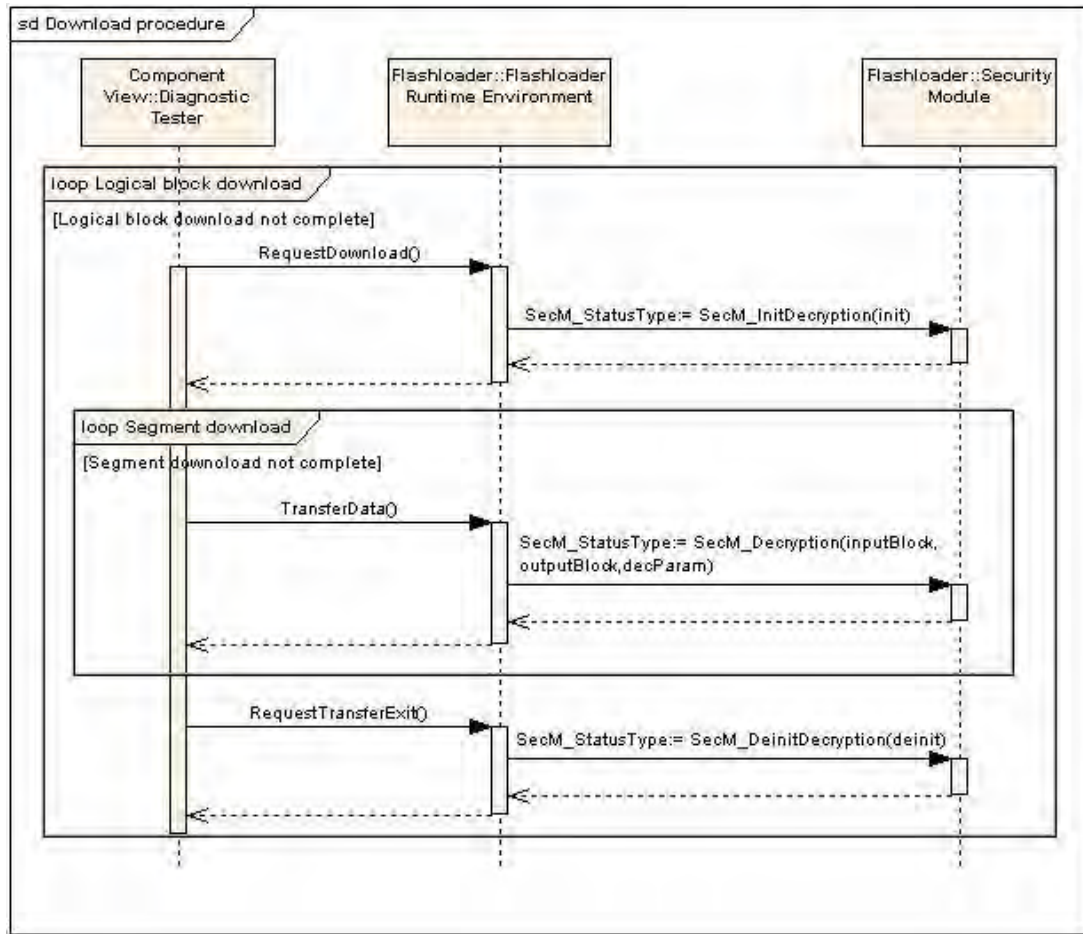 sd Download procedure
Component
View::Diagnostic
Tester
Flashloader::Flashloader
Runtime Environment
Flashloader::Security
Module
loop Logical block download
[Logical block download not complete]
RequestDownload()
SecM_StatusType:= SecM_InitDecryption(init)
loop Segment download
[Segment downoload not complete]
TransferData()
SecM_StatusType:= SecM_Decryption(inputBlock,
outputBlock,decParam)
RequestTransferExit()
SecM_StatusType:= SecM_DeinitDecryption(deinit)